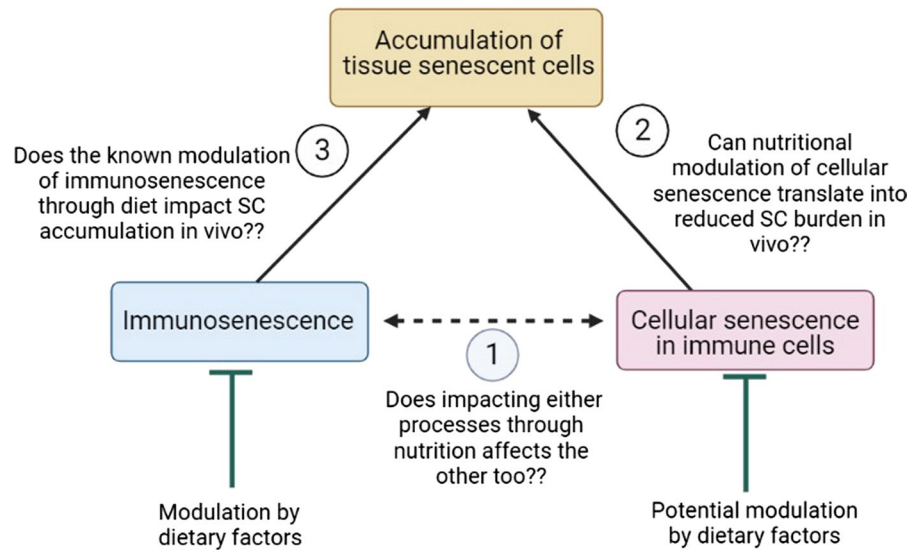 Accumulation of
tissue senescent cells
3
Does the known modulation
of immunosenescence
through diet impact SC
accumulation in vivo??
2
Can nutritional
modulation of cellular
senescence translate into
reduced SC burden in
vivo??
Immunosenescence
Cellular senescence
in immune cells
1
Does impacting either
processes through
nutrition affects the
other too??
Modulation by
dietary factors
Potential modulation
by dietary factors